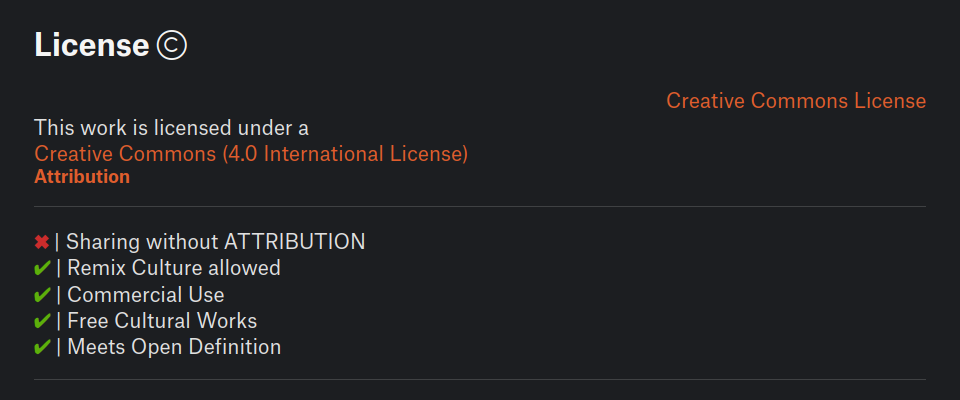 License ©
Creative Commons License
This work is licensed under a
Creative Commons (4.0 International License)
Attribution
✖ | Sharing without ATTRIBUTION
✔ | Remix Culture allowed
✔ | Commercial Use
✔ | Free Cultural Works
✔ | Meets Open Definition